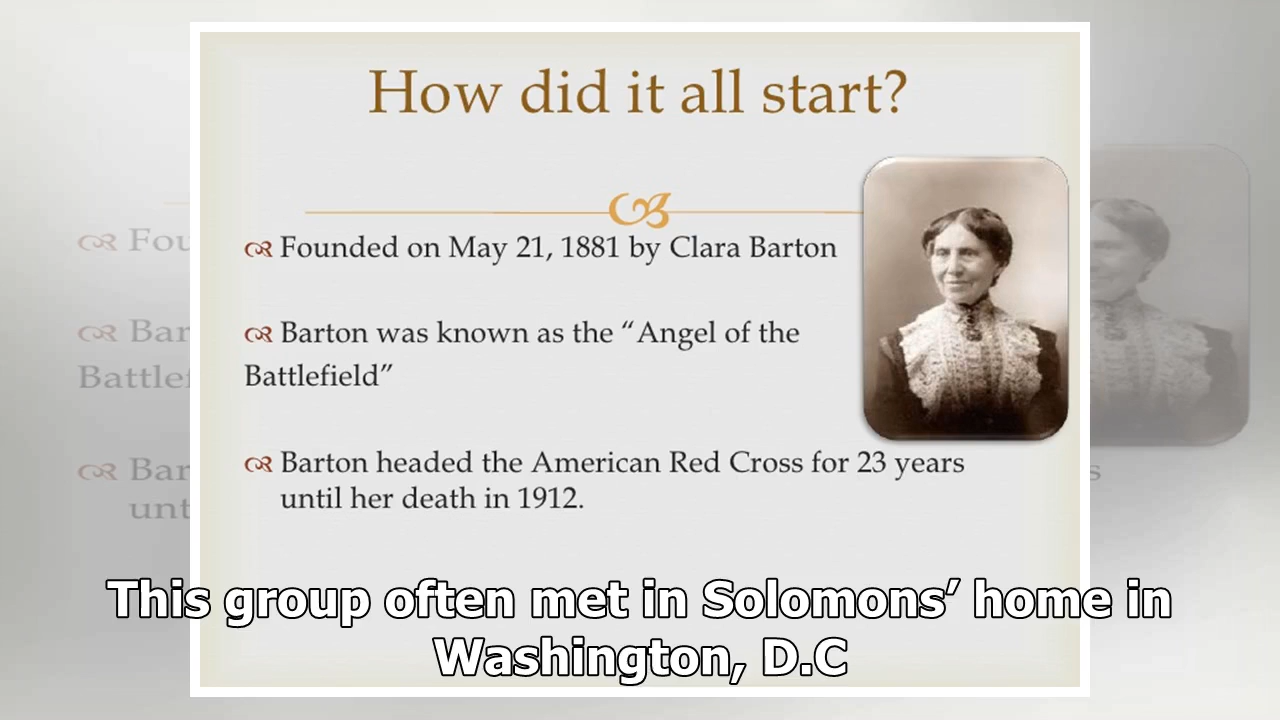 How did it all start?
Founded on May 21, 1881 by Clara Barton
Barton was known as the “Angel of the
Battlefield”
Barton headed the American Red Cross for 23 years
until her death in 1912.
This group often met in Solomons’ home in
Washington, D.C